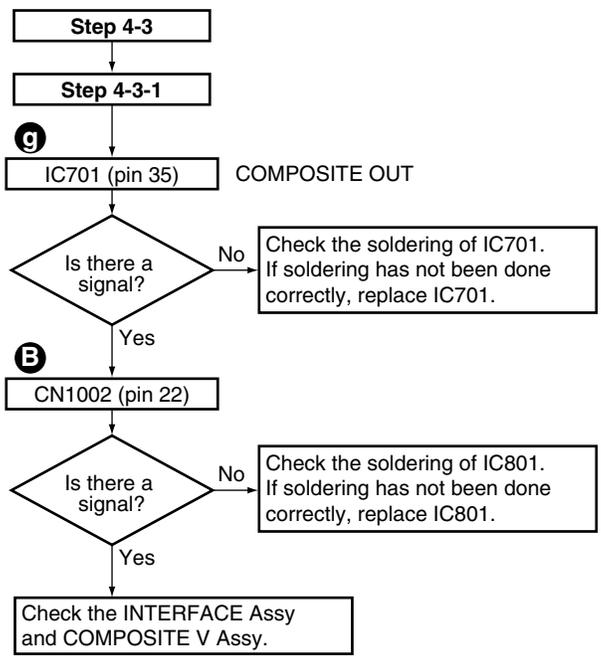 Step 4-3
Step 4-3-1
g
IC701 (pin 35)
COMPOSITE OUT
Is there a
signal?
No
Check the soldering of IC701.
If soldering has not been done
correctly, replace IC701.
Yes
B
CN1002 (pin 22)
Is there a
signal?
No
Check the soldering of IC801.
If soldering has not been done
correctly, replace IC801.
Yes
Check the INTERFACE Assy
and COMPOSITE V Assy.